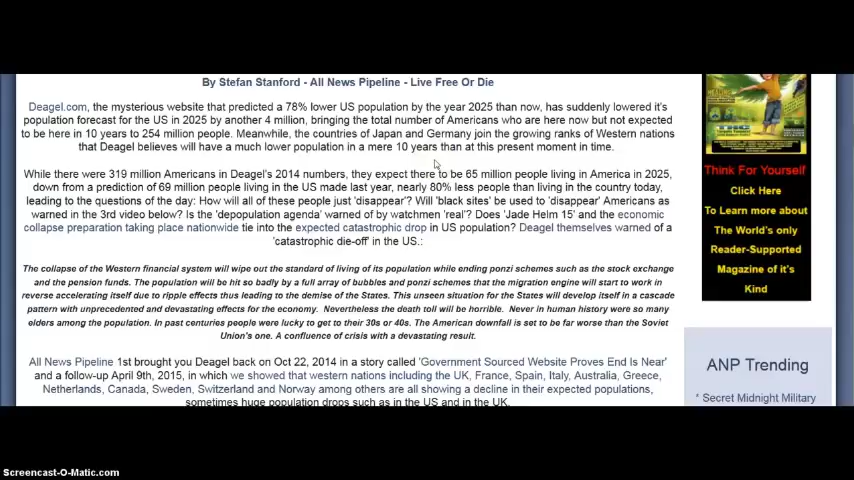 By Stefan Stanford - All News Pipeline - Live Free Or Die
Deagel.com, the mysterious website that predicted a 78% lower US population by the year 2025 than now, has suddenly lowered it's
population forecast for the US in 2025 by another 4 million, bringing the total number of Americans who are here now but not expected
to be here in 10 years to 254 million people. Meanwhile, the countries of Japan and Germany join the growing ranks of Western nations
that Deagel believes will have a much lower population in a mere 10 years than at this present moment in time.
While there were 319 million Americans in Deagel's 2014 numbers, they expect there to be 65 million people living in America in 2025,
down from a prediction of 69 million people living in the US made last year, nearly 80% less people than living in the country today,
leading to the questions of the day: How will all of these people just 'disappear'? Will 'black sites' be used to 'disappear' Americans as
warned in the 3rd video below? Is the 'depopulation agenda' warned of by watchmen 'real'? Does 'Jade Helm 15' and the economic
collapse preparation taking place nationwide tie into the expected catastrophic drop in US population? Deagel themselves warned of a
'catastrophic die-off' in the US.:
The collapse of the Western financial system will wipe out the standard of living of its population while ending ponzi schemes such as the stock exchange
and the pension funds. The population will be hit so badly by a full array of bubbles and ponzi schemes that the migration engine will start to work in
reverse accelerating itself due to ripple effects thus leading to the demise of the States. This unseen situation for the States will develop itself in a cascade
pattern with unprecedented and devastating effects for the economy. Nevertheless the death toll will be horrible. Never in human history were so many
elders among the population. In past centuries people were lucky to get to their 30s or 40s. The American downfall is set to be far worse than the Soviet
Union's one. A confluence of crisis with a devastating result.
All News Pipeline 1st brought you Deagel back on Oct 22, 2014 in a story called 'Government Sourced Website Proves End Is Near'
and a follow-up April 9th, 2015, in which we showed that western nations including the UK, France, Spain, Italy, Australia, Greece,
Netherlands, Canada, Sweden, Switzerland and Norway among others are all showing a decline in their expected populations,
sometimes huge population drops such as in the US and in the UK.
Think For Yourself
Click Here
To Learn more about
The World's only
Reader-Supported
Magazine of it's
Kind
ANP Trending
* Secret Midnight Military
Screencast-O-Matic.com